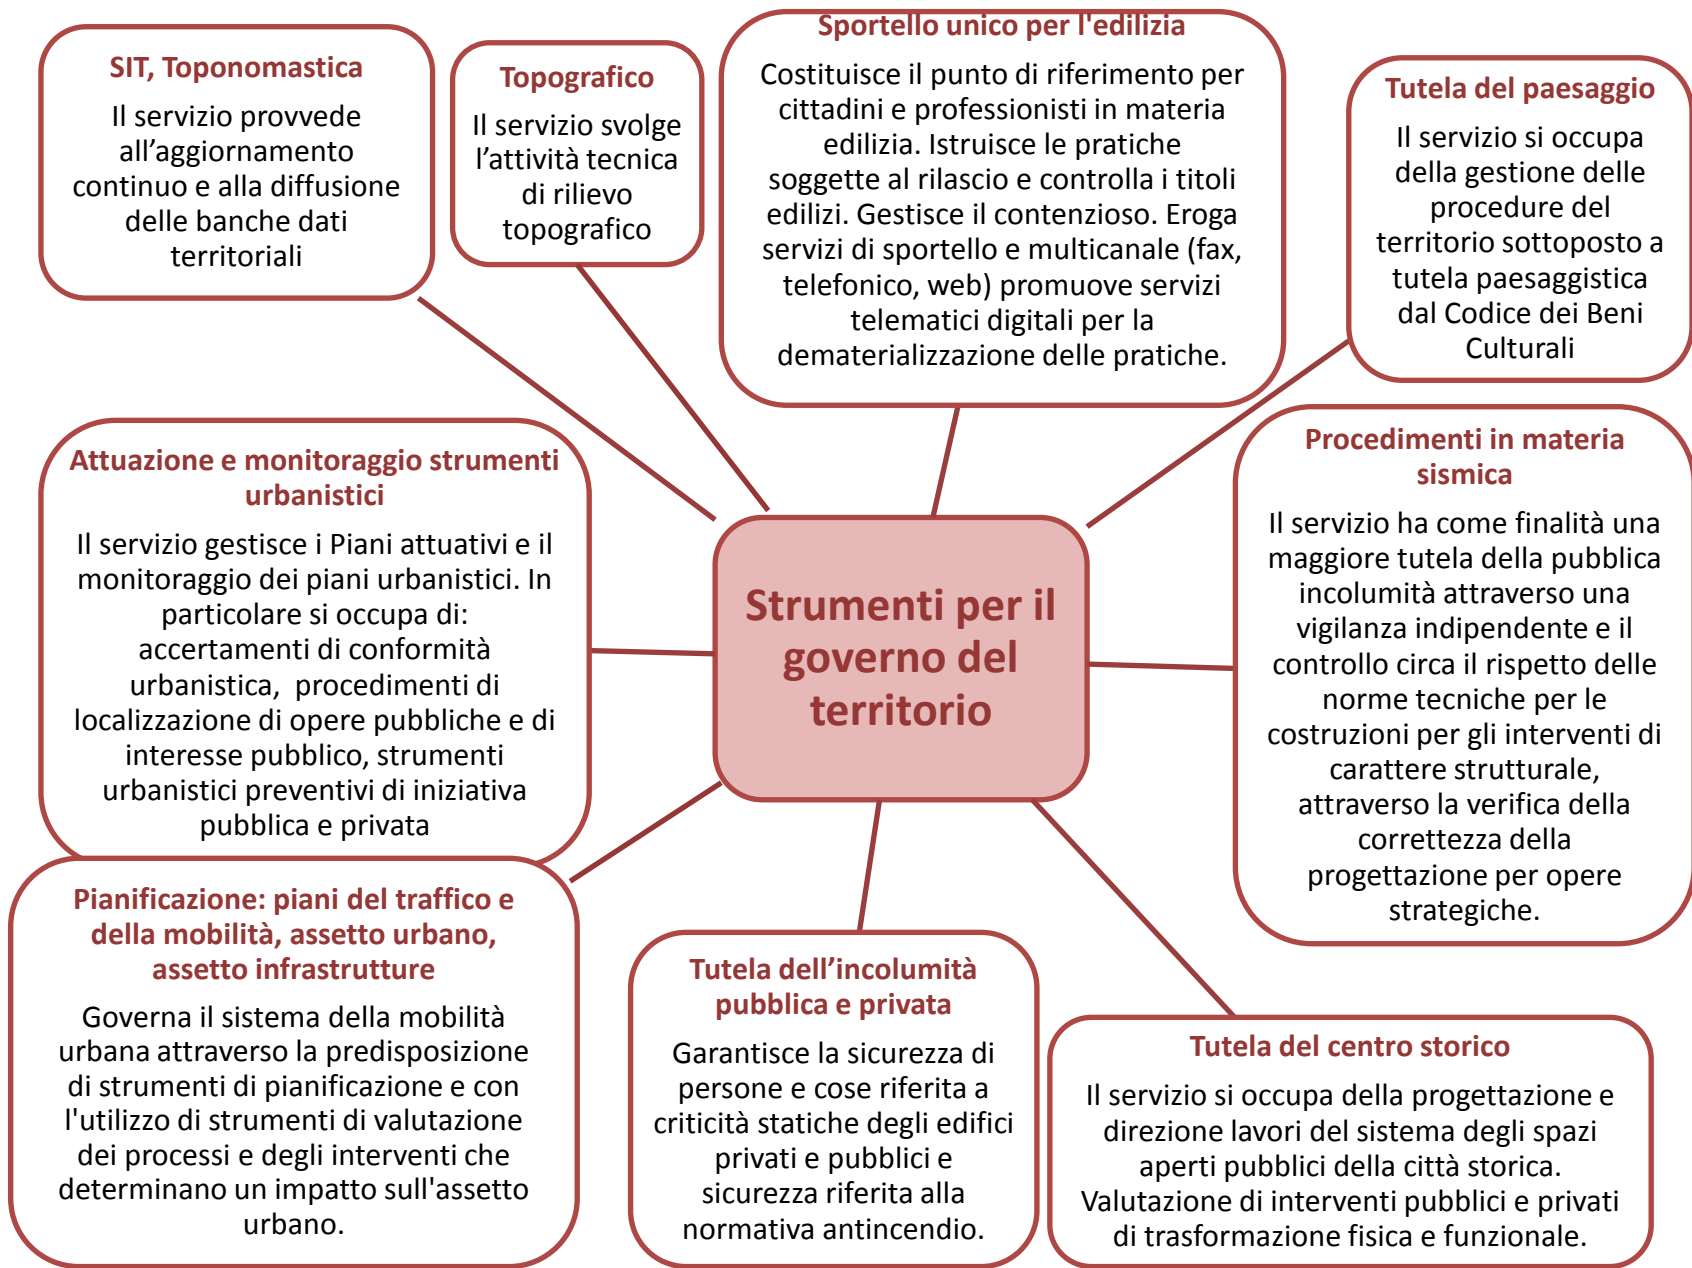 SIT, Toponomastica
Il servizio provvede
all’aggiornamento
continuo e alla diffusione
delle banche dati
territoriali
Topografico
Il servizio svolge
l’attività tecnica
di rilievo
topografico
Sportello unico per l'edilizia
Costituisce il punto di riferimento per
cittadini e professionisti in materia
edilizia. Istruisce le pratiche
soggette al rilascio e controlla i titoli
edilizi. Gestisce il contenzioso. Eroga
servizi di sportello e multicanale (fax,
telefonico, web) promuove servizi
telematici digitali per la
dematerializzazione delle pratiche.
Tutela del paesaggio
Il servizio si occupa
della gestione delle
procedure del
territorio sottoposto a
tutela paesaggistica
dal Codice dei Beni
Culturali
Attuazione e monitoraggio strumenti
urbanistici
Il servizio gestisce i Piani attuativi e il
monitoraggio dei piani urbanistici. In
particolare si occupa di:
accertamenti di conformità
urbanistica, procedimenti di
localizzazione di opere pubbliche e di
interesse pubblico, strumenti
urbanistici preventivi di iniziativa
pubblica e privata
Strumenti per il
governo del
territorio
Procedimenti in materia
sismica
Il servizio ha come finalità una
maggiore tutela della pubblica
incolumità attraverso una
vigilanza indipendente e il
controllo circa il rispetto delle
norme tecniche per le
costruzioni per gli interventi di
carattere strutturale,
attraverso la verifica della
correttezza della
progettazione per opere
strategiche.
Pianificazione: piani del traffico e
della mobilità, assetto urbano,
assetto infrastrutture
Governa il sistema della mobilità
urbana attraverso la predisposizione
di strumenti di pianificazione e con
l'utilizzo di strumenti di valutazione
dei processi e degli interventi che
determinano un impatto sull'assetto
urbano.
Tutela dell’incolumità
pubblica e privata
Garantisce la sicurezza di
persone e cose riferita a
criticità statiche degli edifici
privati e pubblici e
sicurezza riferita alla
normativa antincendio.
Tutela del centro storico
Il servizio si occupa della progettazione e
direzione lavori del sistema degli spazi
aperti pubblici della città storica.
Valutazione di interventi pubblici e privati
di trasformazione fisica e funzionale.